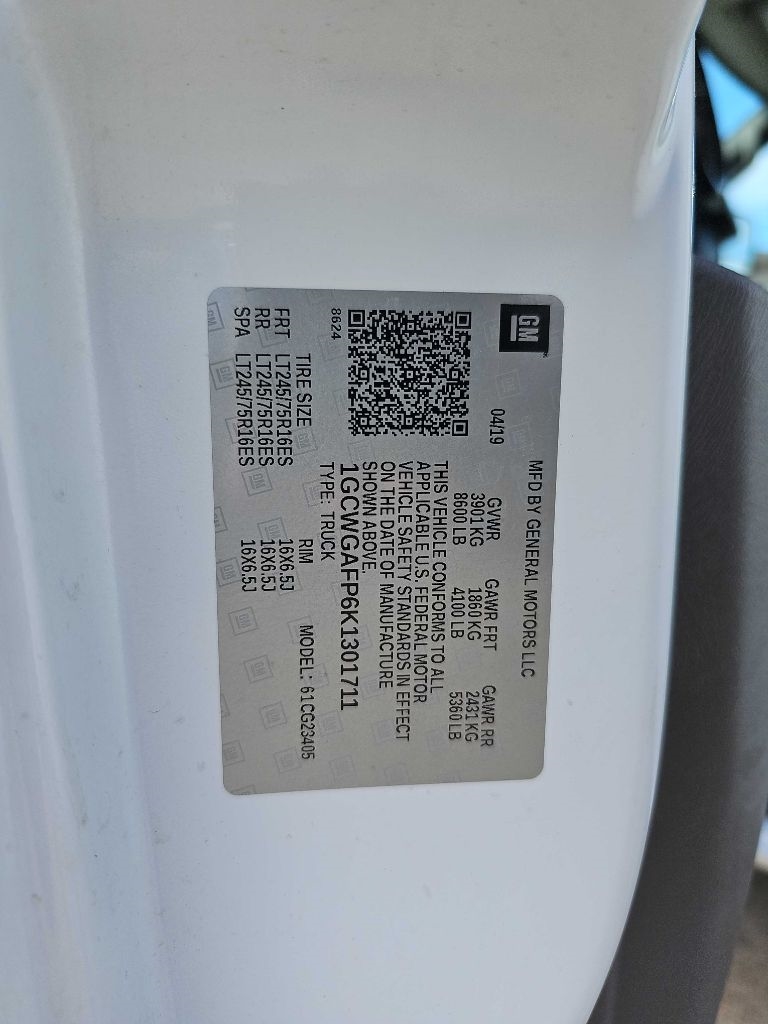 GM
MFD BY GENERAL MOTORS LLC
04/19
GVWR GAWR FRT GAWR RR
3901 KG 1860 KG 2431 KG
8600 LB 4100 LB 5360 LB
THIS VEHICLE CONFORMS TO ALL
APPLICABLE U.S. FEDERAL MOTOR
VEHICLE SAFETY STANDARDS IN EFFECT
ON THE DATE OF MANUFACTURE
SHOWN ABOVE.
1GCWGAFP6K1301711
8624
TYPE: TRUCK
TIRE SIZE RIM MODEL: 61CG23405
FRT LT245/75R16ES 16X6.5J
RR LT245/75R16ES 16X6.5J
SPA LT245/75R16ES 16X6.5J